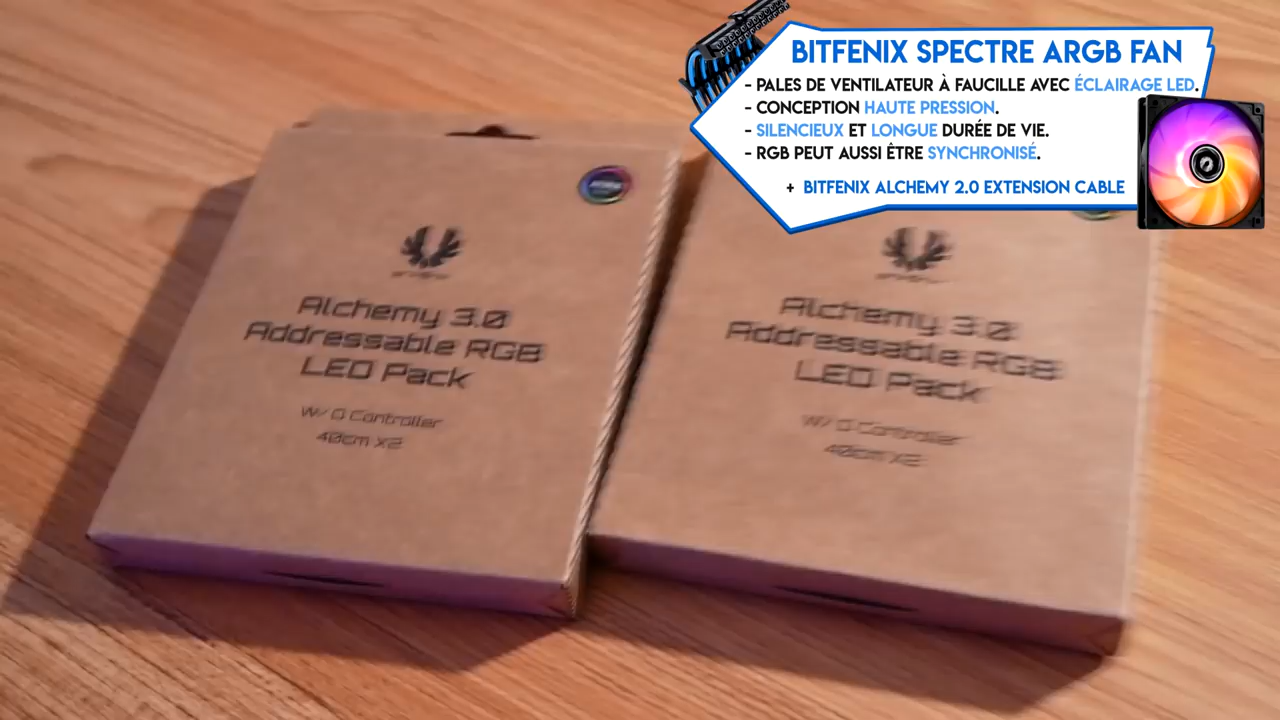 BITFENIX SPECTRE ARGB FAN
- PALES DE VENTILATEUR À FAUCILLE AVEC ÉCLAIRAGE LED.
- CONCEPTION HAUTE PRESSION.
- SILENCIEUX ET LONGUE DURÉE DE VIE.
- RGB PEUT AUSSI ÊTRE SYNCHRONISÉ.
+ BITFENIX ALCHEMY 2.0 EXTENSION CABLE
Alchemy 3.0
Addressable RGB
LED Pack
W/ O Controller
40cm X2
Alchemy 3.0
Addressable RGB
LED Pack
W/ O Controller
40cm X2